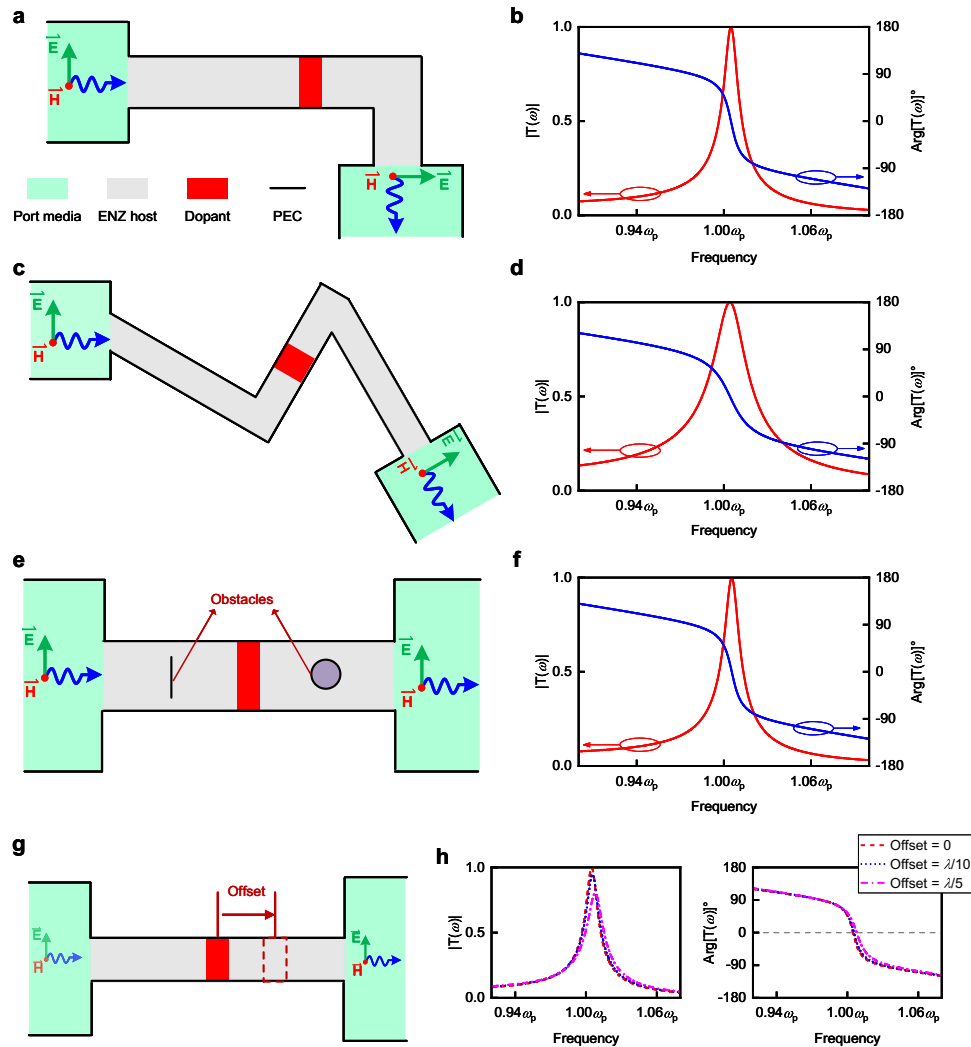 a
E
H
E
H
Port media
ENZ host
Dopant
PEC
b
1.0
0.5
0.0
|T(ω)|
180
90
0
-90
-180
Arg[T(ω)]°
0.94ωp
1.00ωp
1.06ωp
Frequency
c
E
H
E
H
d
1.0
0.5
0.0
|T(ω)|
180
90
0
-90
-180
Arg[T(ω)]°
0.94ωp
1.00ωp
1.06ωp
Frequency
e
Obstacles
E
H
E
H
f
1.0
0.5
0.0
|T(ω)|
180
90
0
-90
-180
Arg[T(ω)]°
0.94ωp
1.00ωp
1.06ωp
Frequency
g
Offset
E
H
E
H
h
Offset = 0
Offset = λ/10
Offset = λ/5
1.0
0.5
0.0
|T(ω)|
0.94ωp
1.00ωp
1.06ωp
Frequency
180
90
0
-90
-180
Arg[T(ω)]°
0.94ωp
1.00ωp
1.06ωp
Frequency